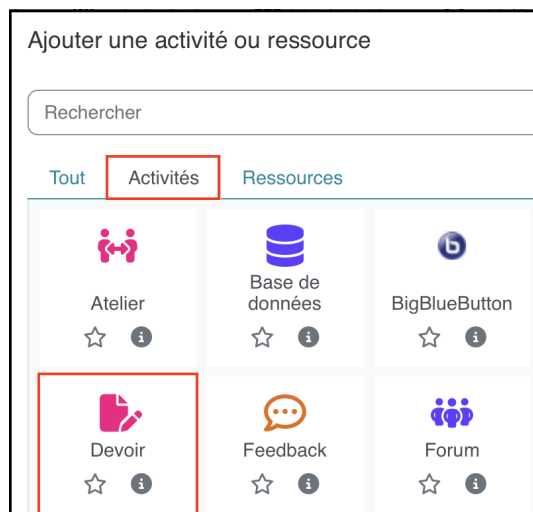 Ajouter une activité ou ressource
Rechercher
Tout Activités Ressources
Atelier
Base de
données
BigBlueButton
Devoir
Feedback
Forum